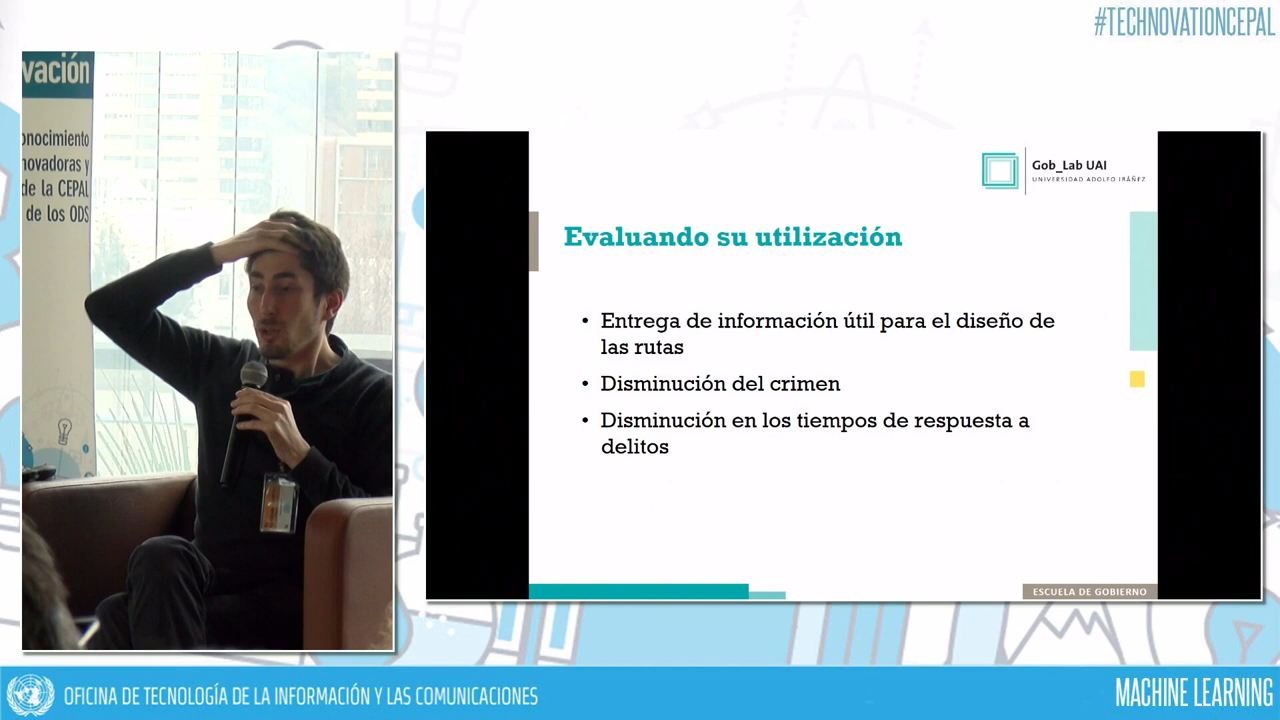 #TECHNOVATIONCEPAL
vación
onocimiento
novadoras y
de la CEPAL
de los ODS
Gob_Lab UAI
UNIVERSIDAD ADOLFO IBÁÑEZ
Evaluando su utilización
• Entrega de información útil para el diseño de
las rutas
• Disminución del crimen
• Disminución en los tiempos de respuesta a
delitos
ESCUELA DE GOBIERNO
OFICINA DE TECNOLOGÍA DE LA INFORMACIÓN Y LAS COMUNICACIONES
MACHINE LEARNING